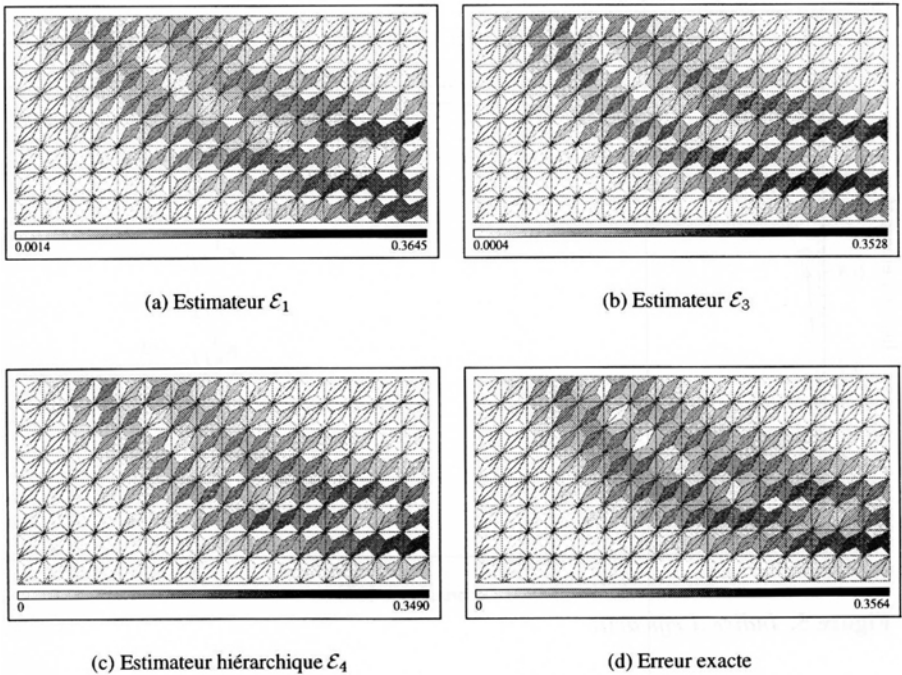 0.0014 0.3645
0.0004 0.3528
(a) Estimateur ℰ₁
(b) Estimateur ℰ₃
0 0.3490
0 0.3564
(c) Estimateur hiérarchique ℰ₄
(d) Erreur exacte